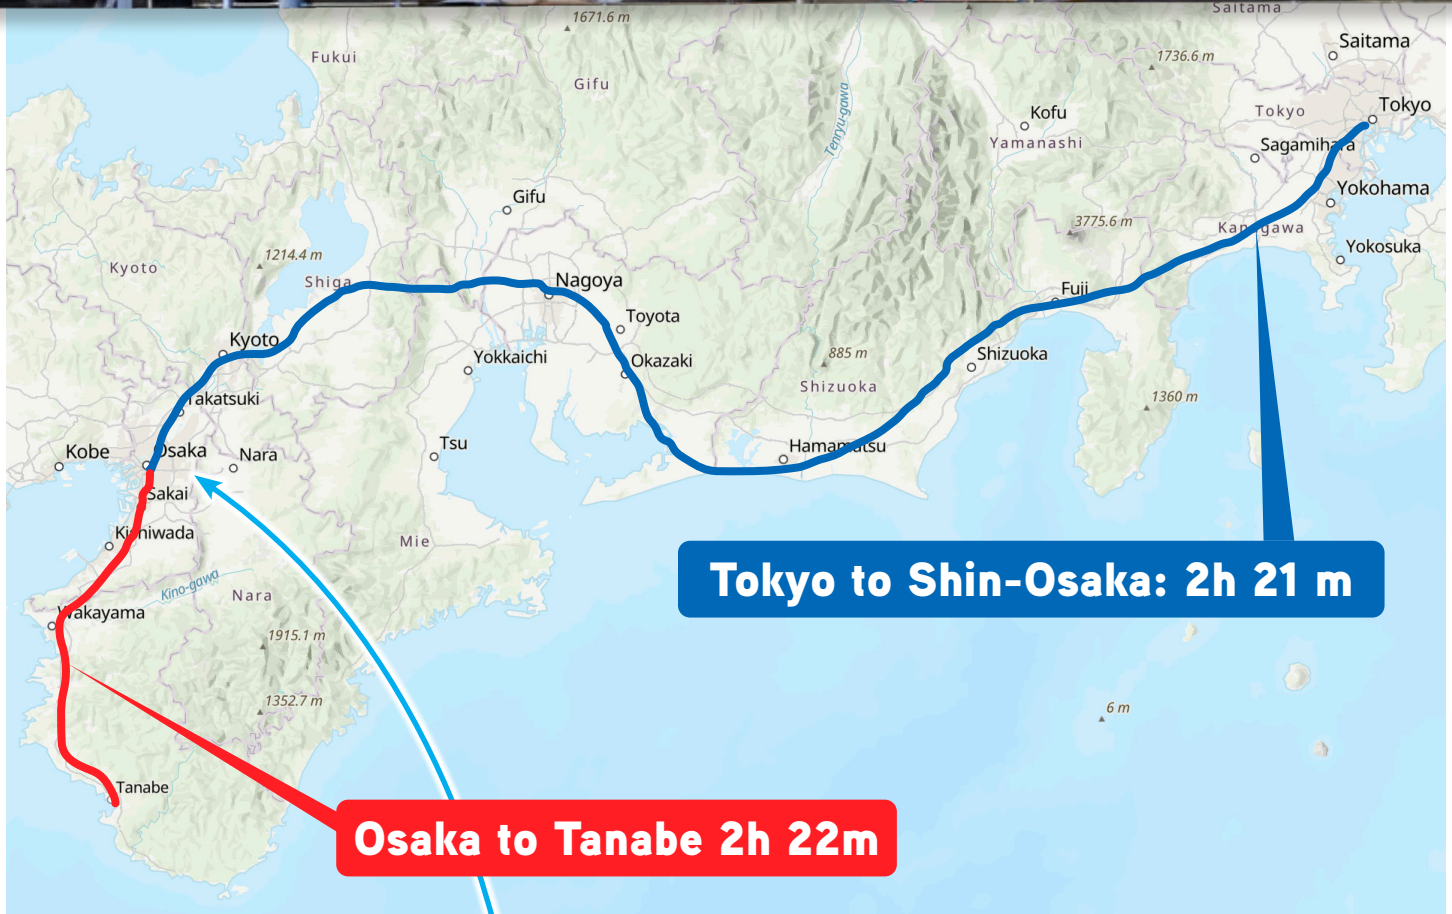 Saitama
1671.6 m
Fukui
Gifu
1736.6 m
Saitama
Tenryu-gawa
Kofu
Yamanashi
Tokyo
Tokyo
Sagamihara
Gifu
Yokohama
3775.6 m
Kanagawa
Yokosuka
1214.4 m
Kyoto
Shiga
Nagoya
Fuji
Toyota
Kyoto
Yokkaichi
Okazaki
885 m
Shizuoka
Shizuoka
Takatsuki
1360 m
Kobe
Osaka
Nara
Tsu
Hamamatsu
Sakai
Kishiwada
Mie
Kino-gawa
Nara
Tokyo to Shin-Osaka: 2h 21 m
Wakayama
1915.1 m
1352.7 m
6 m
Tanabe
Osaka to Tanabe 2h 22m